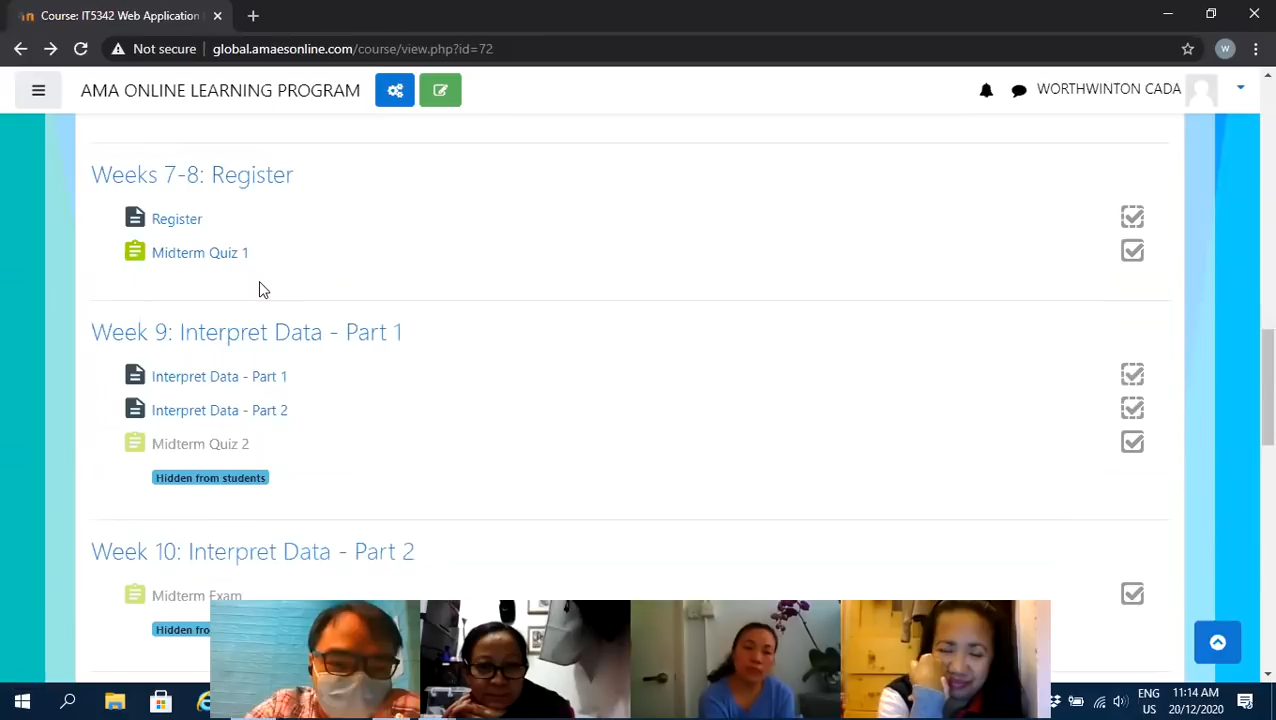 Course: IT5342 Web Application
Not secure global.amaesonline.com/course/view.php?id=72
W
AMA ONLINE LEARNING PROGRAM
WORTHWINTON CADA
Weeks 7-8: Register
Register
Midterm Quiz 1
Week 9: Interpret Data - Part 1
Interpret Data - Part 1
Interpret Data - Part 2
Midterm Quiz 2
Hidden from students
Week 10: Interpret Data - Part 2
Midterm Exam
Hidden fro
ENG
US
11:14 AM
20/12/2020